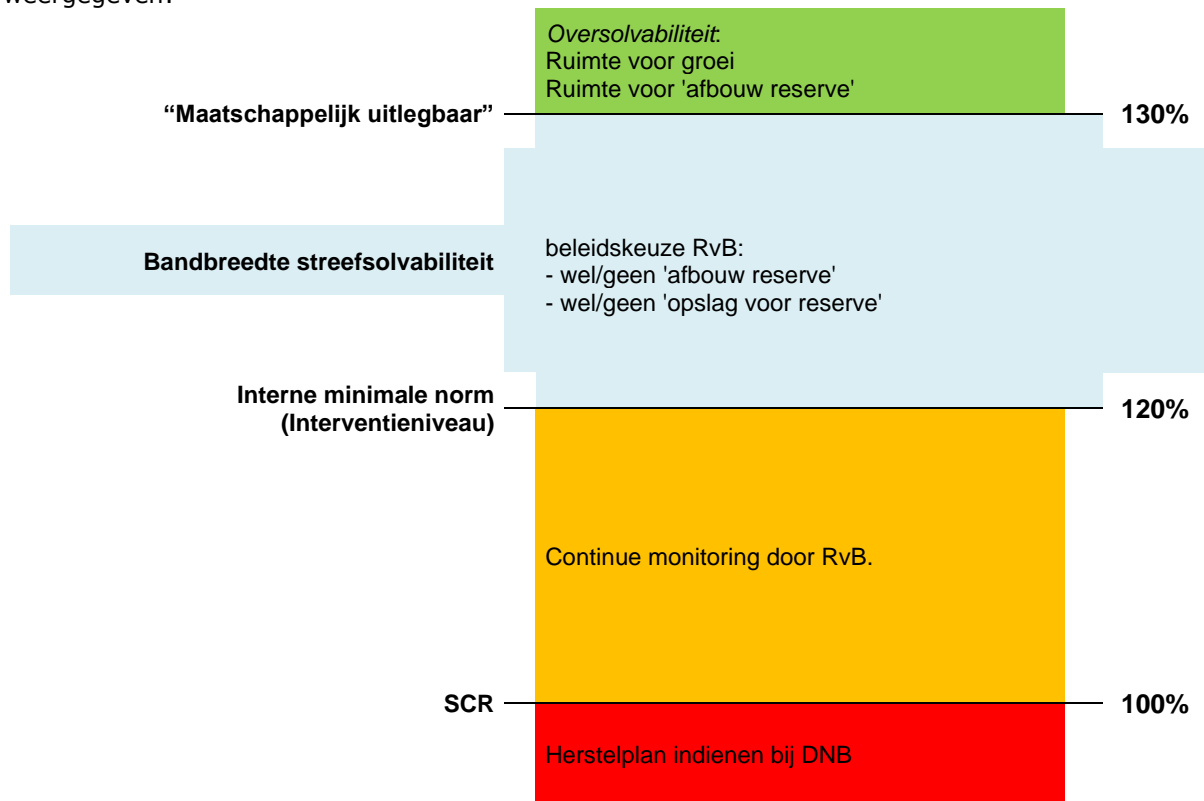 weergegeven:
Oversolvabiliteit:
Ruimte voor groei
Ruimte voor 'afbouw reserve'
“Maatschappelijk uitlegbaar”
130%
Bandbreedte streefsolvabiliteit
beleidskeuze RvB:
- wel/geen 'afbouw reserve'
- wel/geen 'opslag voor reserve'
Interne minimale norm
(Interventieniveau)
120%
Continue monitoring door RvB.
SCR
100%
Herstelplan indienen bij DNB